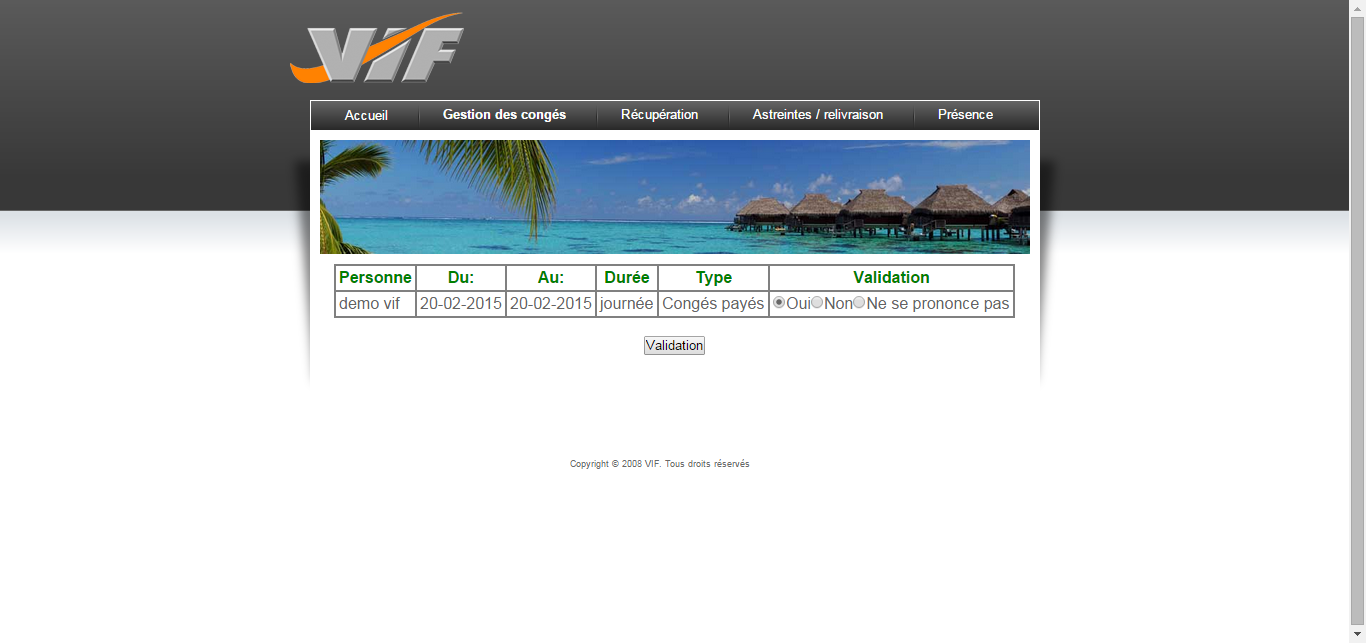 VIF
Accueil Gestion des congés Récupération Astreintes / relivraison Présence
Personne Du: Au: Durée Type Validation
demo vif 20-02-2015 20-02-2015 journée Congés payés Oui Non Ne se prononce pas
Validation
Copyright © 2008 VIF. Tous droits réservés